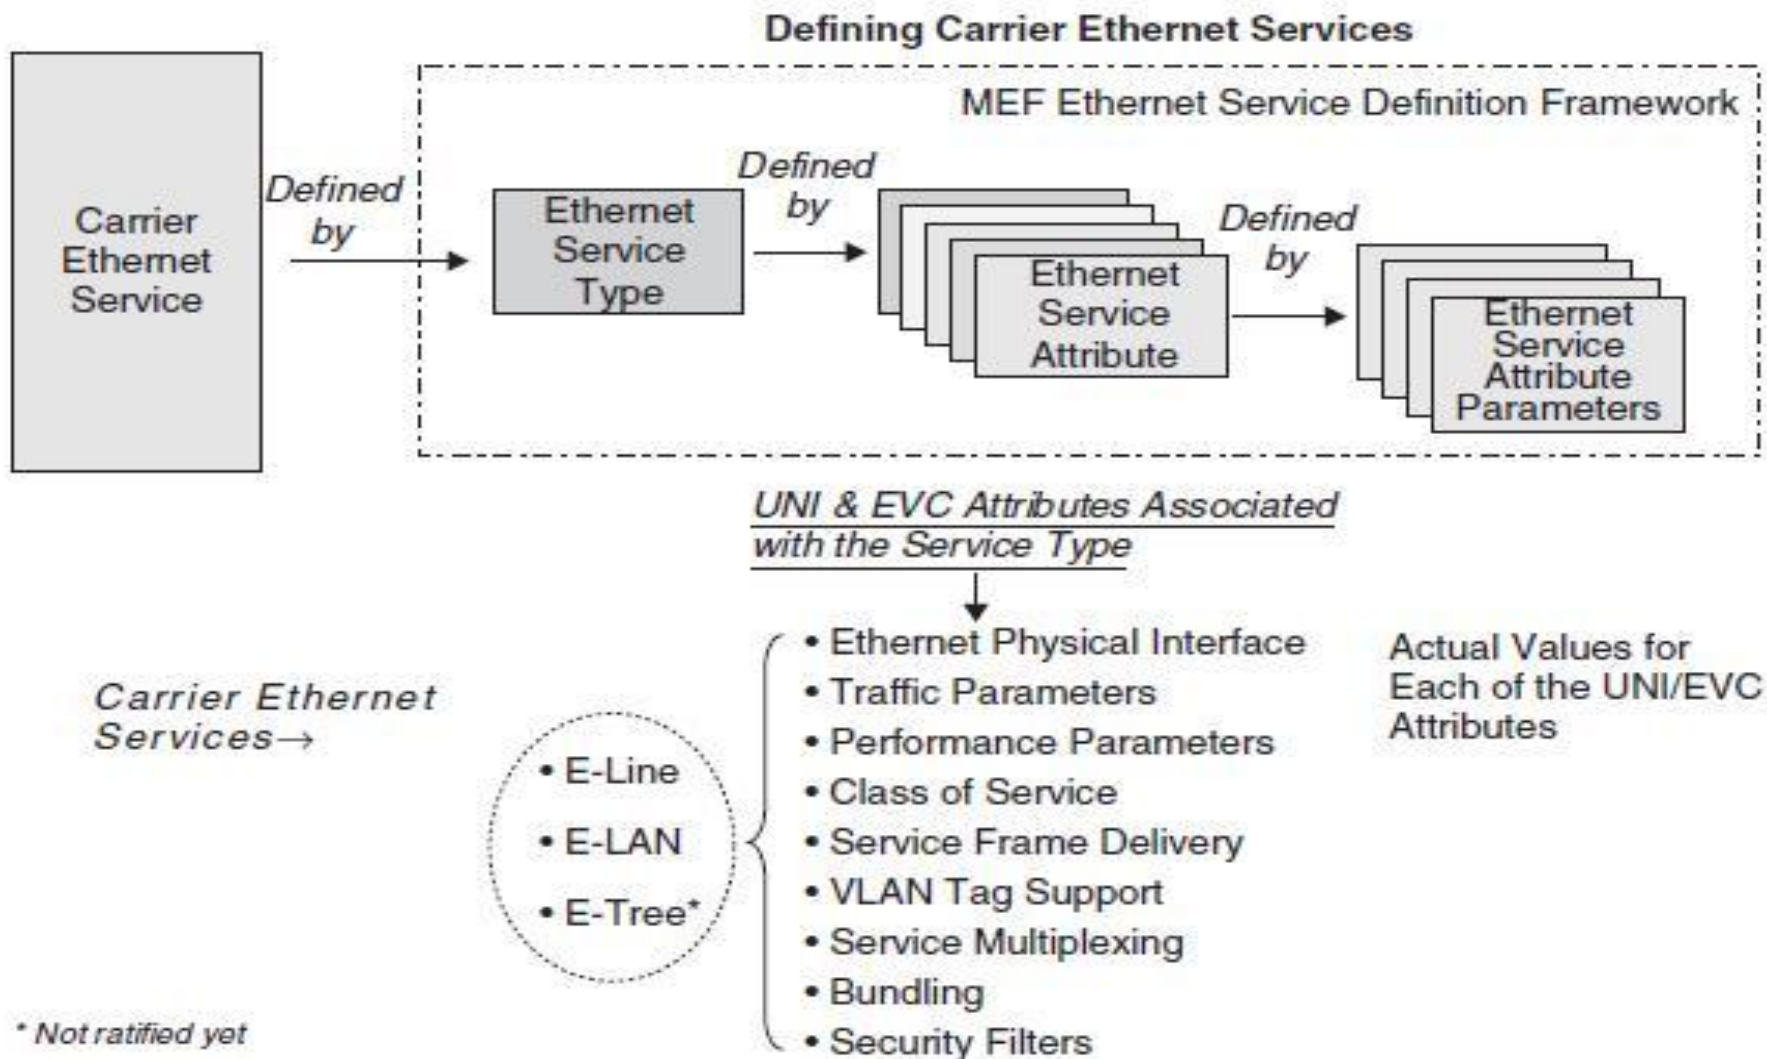 Defining Carrier Ethernet Services
MEF Ethernet Service Definition Framework
Carrier
Ethernet
Service
Defined
by
Ethernet
Service
Type
Defined
by
Ethernet
Service
Attribute
Defined
by
Ethernet
Service
Attribute
Parameters
UNI & EVC Attributes Associated
with the Service Type
Carrier Ethernet
Services→
• E-Line
• E-LAN
• E-Tree*
• Ethernet Physical Interface
• Traffic Parameters
• Performance Parameters
• Class of Service
• Service Frame Delivery
• VLAN Tag Support
• Service Multiplexing
• Bundling
• Security Filters
Actual Values for
Each of the UNI/EVC
Attributes
* Not ratified yet